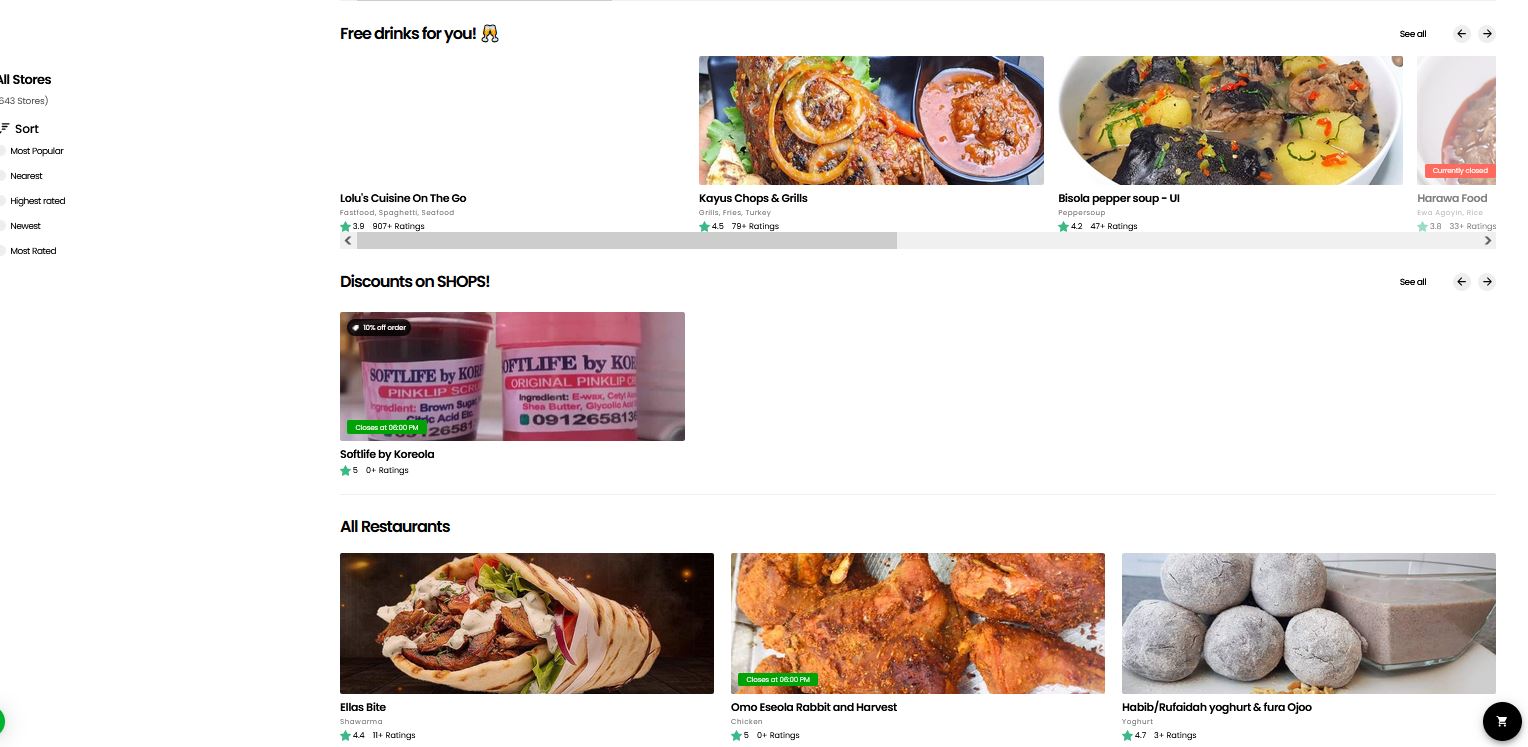 All Stores
643 Stores)
Sort
Most Popular
Nearest
Highest rated
Newest
Most Rated
Free drinks for you!
See all
Lolu's Cuisine On The Go
Fastfood, Spaghetti, Seafood
3.9 907+ Ratings
Kayus Chops & Grills
Grills, Fries, Turkey
4.5 79+ Ratings
Bisola pepper soup - UI
Peppersoup
4.2 47+ Ratings
Currently closed
Harawa Food
Ewa Agoyin, Rice
3.8 33+ Ratings
Discounts on SHOPS!
See all
10% off order
SOFTLIFE by KOR
PINKLIP SCRU
Ingredient: Brown Sugar,
Citric Acid Etc.
126581
SOFTLIFE by KOR
ORIGINAL PINKLIP
Ingredient: E-wax, Cetyl
Shea Butter, Glycolic
0912658136
Closes at 06:00 PM
Softlife by Koreola
5 0+ Ratings
All Restaurants
Ellas Bite
Shawarma
4.4 11+ Ratings
Closes at 06:00 PM
Omo Eseola Rabbit and Harvest
Chicken
5 0+ Ratings
Habib/Rufaidah yoghurt & fura Ojoo
Yoghurt
4.7 3+ Ratings